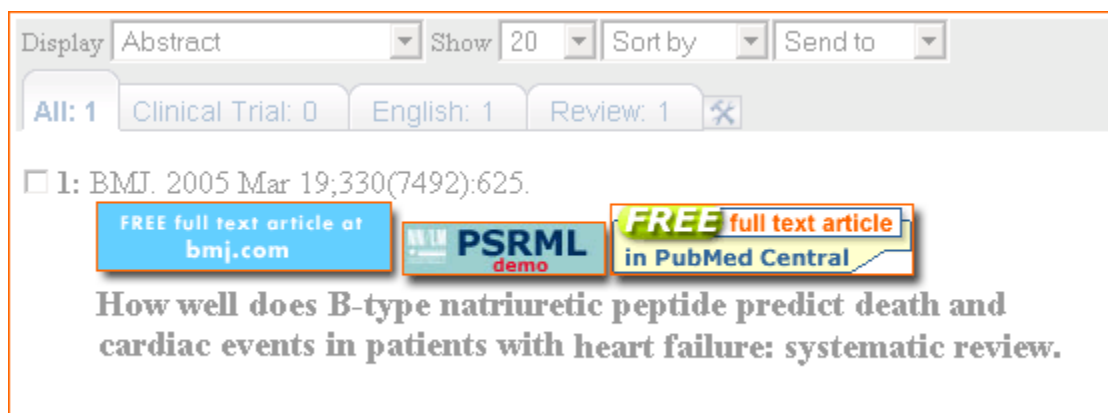 Display Abstract Show 20 Sort by Send to
All: 1 Clinical Trial: 0 English: 1 Review: 1
1: BMJ. 2005 Mar 19;330(7492):625.
FREE full text article at
bmj.com
NN/LM PSRML
demo
FREE full text article
in PubMed Central
How well does B-type natriuretic peptide predict death and
cardiac events in patients with heart failure: systematic review.